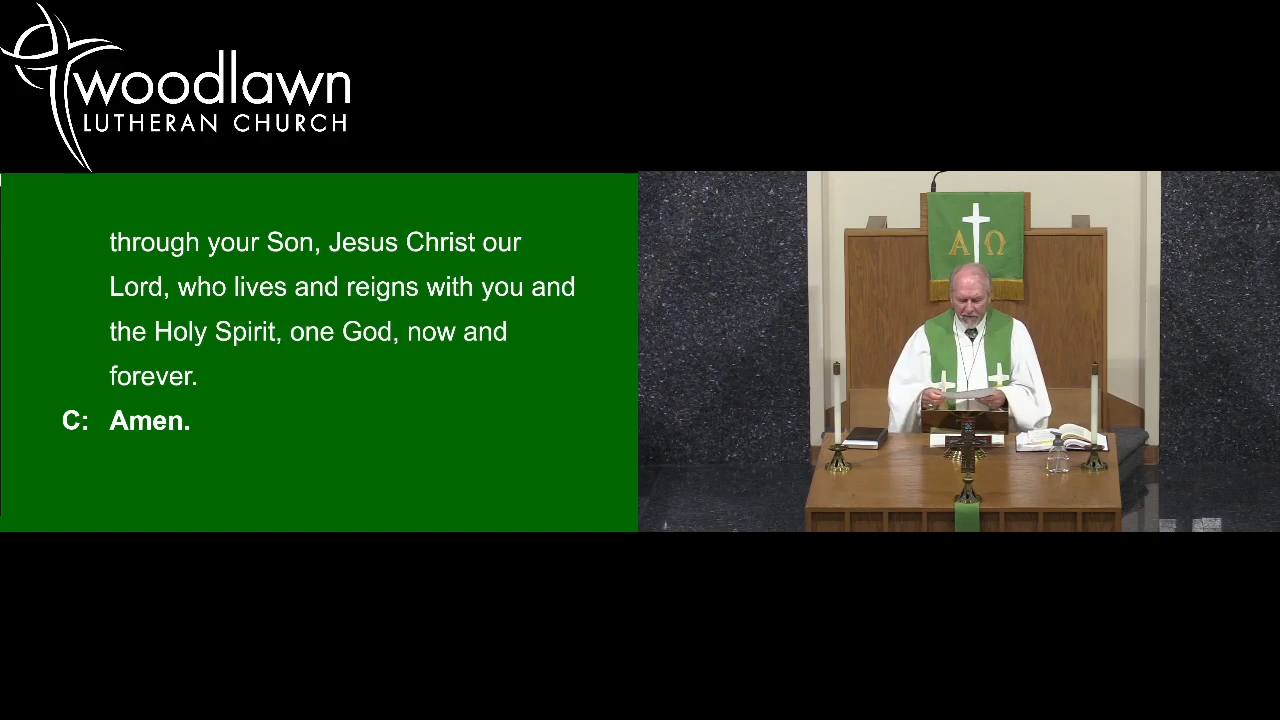 woodlawn
LUTHERAN CHURCH
through your Son, Jesus Christ our
Lord, who lives and reigns with you and
the Holy Spirit, one God, now and
forever.
C: Amen.
Α Ω